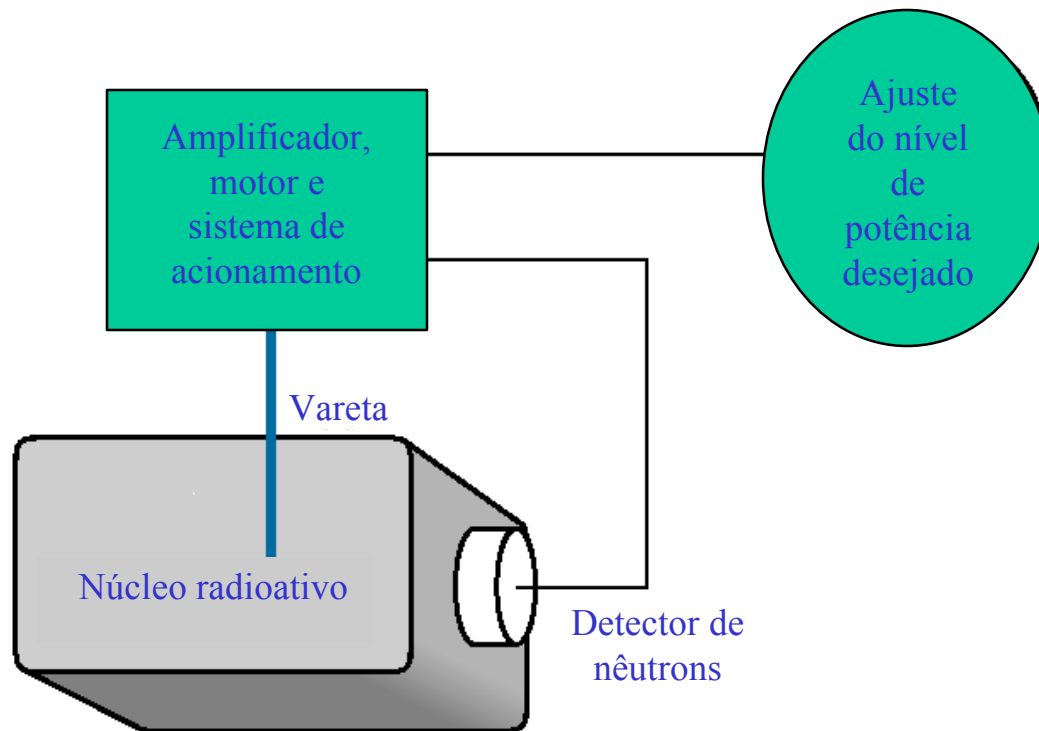 Amplificador,
motor e
sistema de
acionamento
Ajuste
do nível
de
potência
desejado
Vareta
Núcleo radioativo
Detector de
nêutrons